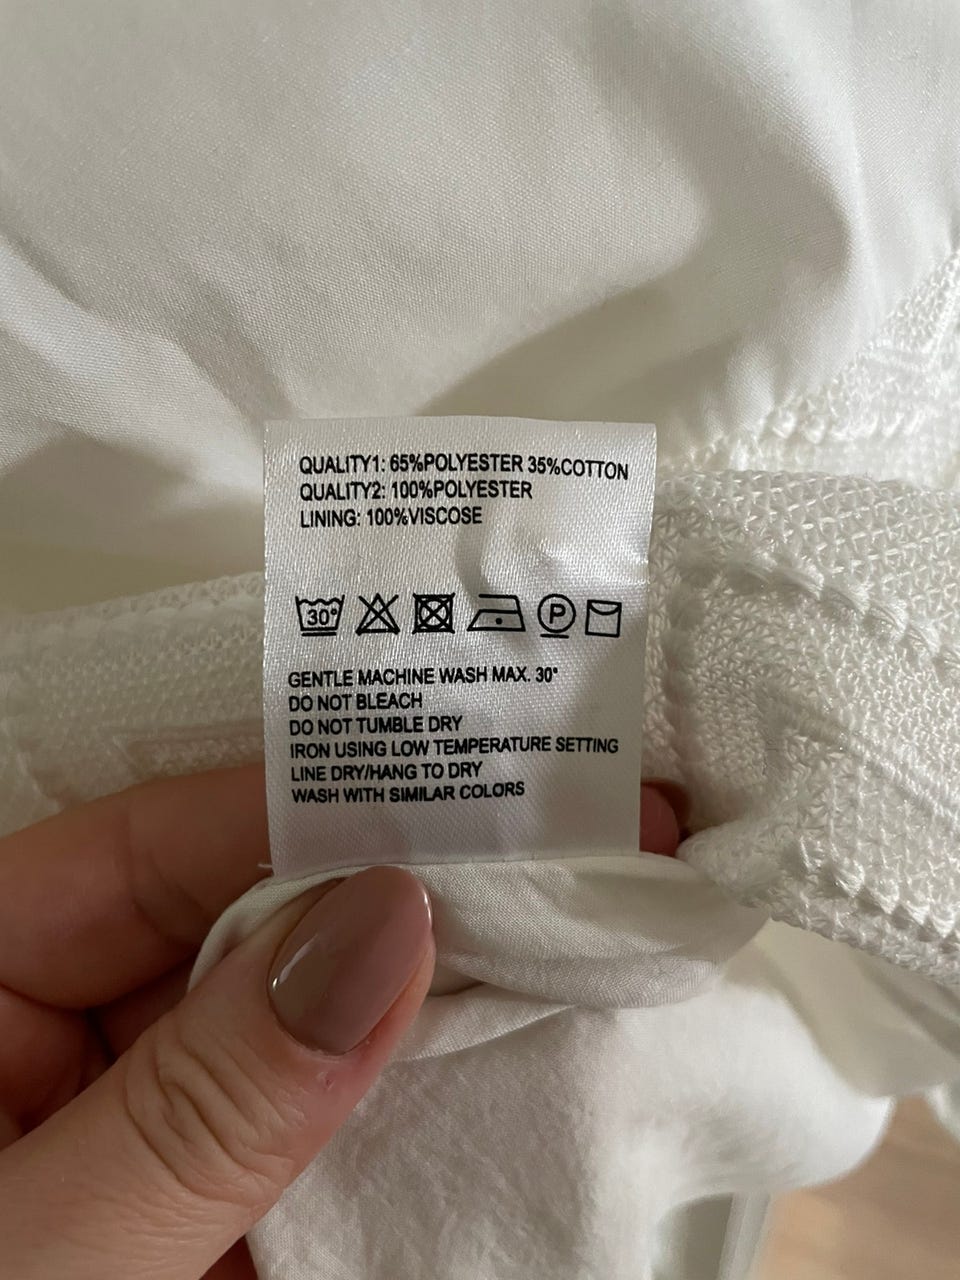 QUALITY1: 65%POLYESTER 35%COTTON
QUALITY2: 100%POLYESTER
LINING: 100%VISCOSE
30° P
GENTLE MACHINE WASH MAX. 30°
DO NOT BLEACH
DO NOT TUMBLE DRY
IRON USING LOW TEMPERATURE SETTING
LINE DRY/HANG TO DRY
WASH WITH SIMILAR COLORS